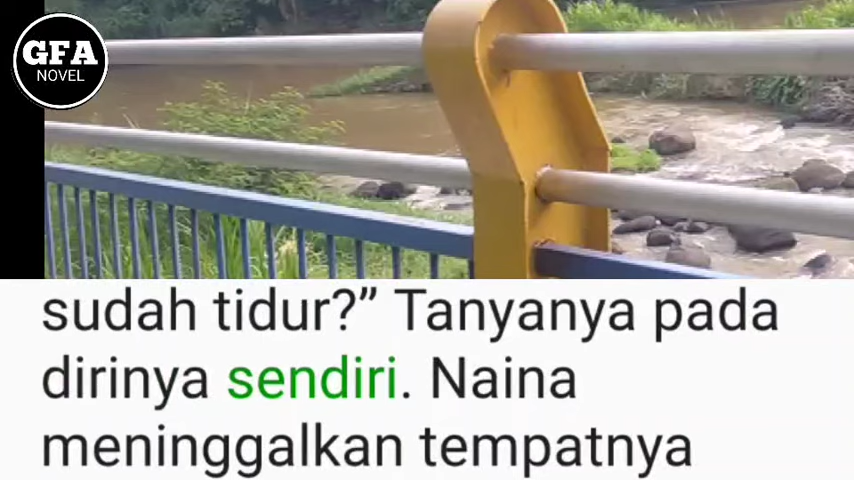 GFA
NOVEL
sudah tidur?” Tanyanya pada
dirinya sendiri. Naina
meninggalkan tempatnya